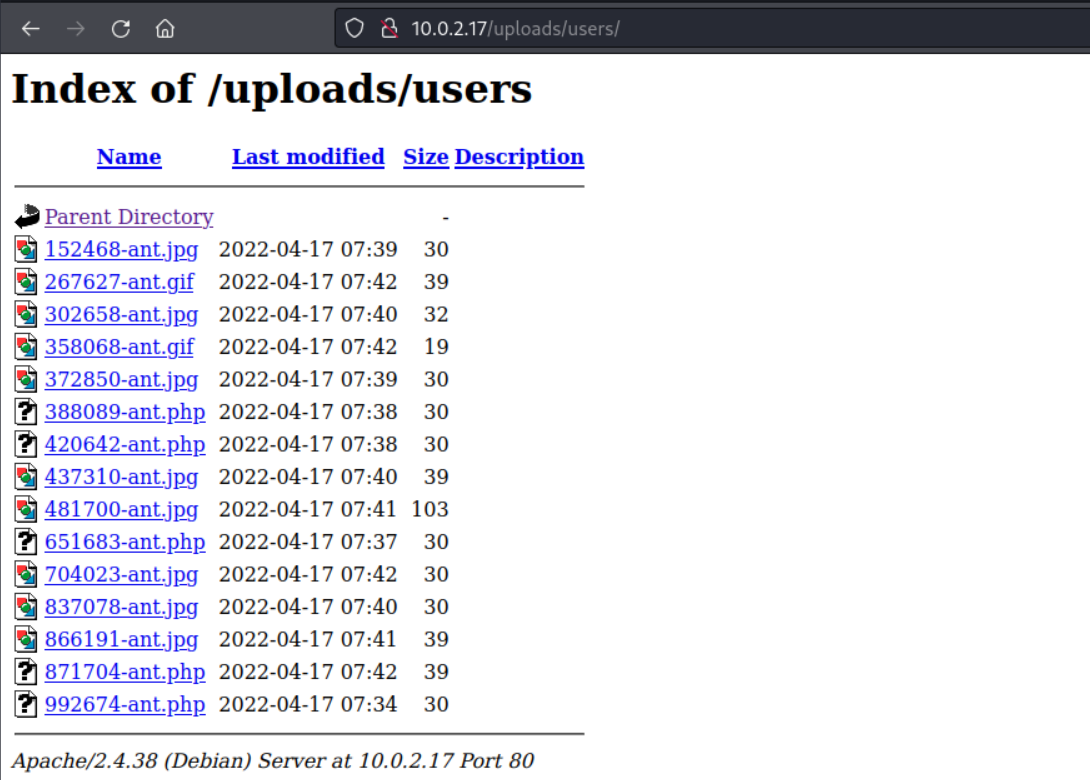 10.0.2.17/uploads/users/
Index of /uploads/users
Name Last modified Size Description
Parent Directory -
152468-ant.jpg 2022-04-17 07:39 30
267627-ant.gif 2022-04-17 07:42 39
302658-ant.jpg 2022-04-17 07:40 32
358068-ant.gif 2022-04-17 07:42 19
372850-ant.jpg 2022-04-17 07:39 30
388089-ant.php 2022-04-17 07:38 30
420642-ant.php 2022-04-17 07:38 30
437310-ant.jpg 2022-04-17 07:40 39
481700-ant.jpg 2022-04-17 07:41 103
651683-ant.php 2022-04-17 07:37 30
704023-ant.jpg 2022-04-17 07:42 30
837078-ant.jpg 2022-04-17 07:40 30
866191-ant.jpg 2022-04-17 07:41 39
871704-ant.php 2022-04-17 07:42 39
992674-ant.php 2022-04-17 07:34 30
Apache/2.4.38 (Debian) Server at 10.0.2.17 Port 80